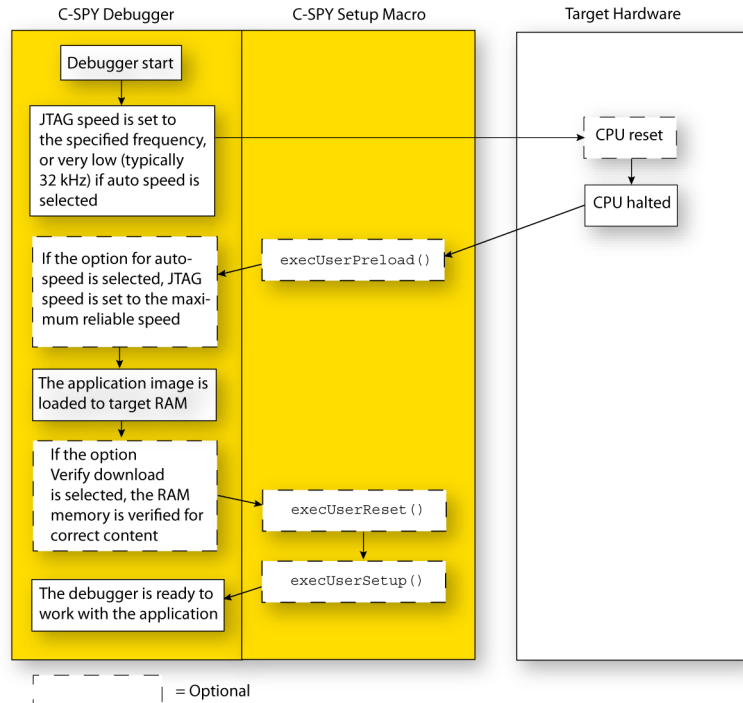 C-SPY Debugger
C-SPY Setup Macro
Target Hardware
Debugger start
JTAG speed is set to
the specified frequency,
or very low (typically
32 kHz) if auto speed is
selected
CPU reset
CPU halted
execUserPreload()
If the option for auto-
speed is selected, JTAG
speed is set to the maxi-
mum reliable speed
The application image is
loaded to target RAM
If the option
Verify download
is selected, the RAM
memory is verified for
correct content
execUserReset()
execUserSetup()
The debugger is ready to
work with the application
= Optional